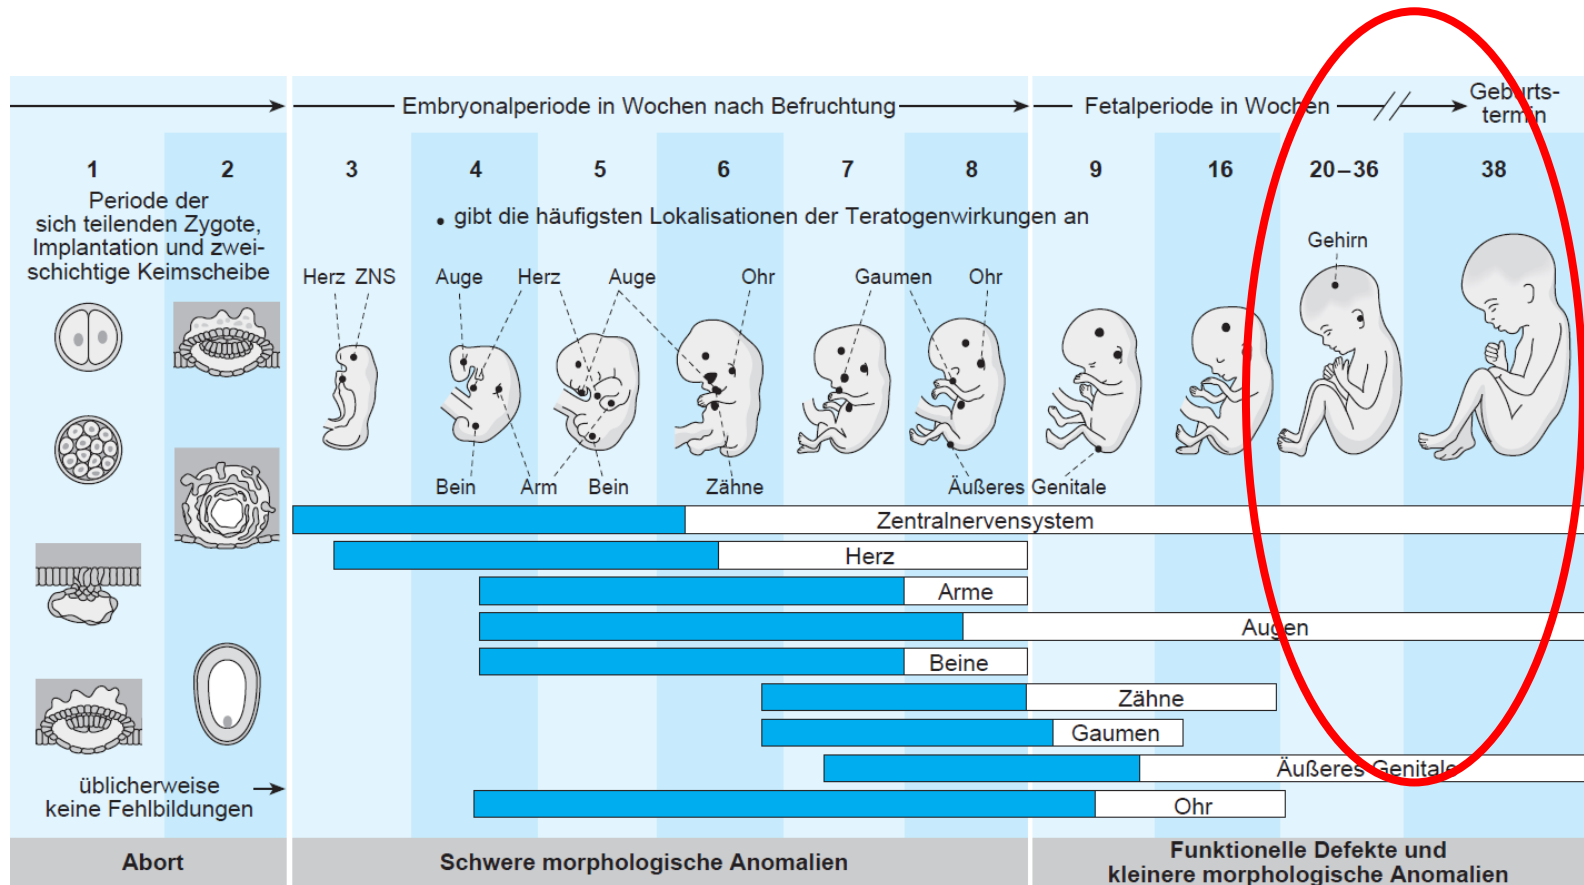 Embryonalperiode in Wochen nach Befruchtung
Fetalperiode in Wochen
Geburts-
termin
1
2
3
4
5
6
7
8
9
16
20–36
38
Periode der
sich teilenden Zygote,
Implantation und zwei-
schichtige Keimscheibe
• gibt die häufigsten Lokalisationen der Teratogenwirkungen an
Gehirn
Herz ZNS
Auge
Herz
Auge
Ohr
Gaumen
Ohr
Bein
Arm
Bein
Zähne
Äußeres Genitale
Zentralnervensystem
Herz
Arme
Augen
Beine
Zähne
Gaumen
Äußeres Genitale
Ohr
üblicherweise
keine Fehlbildungen
Abort
Schwere morphologische Anomalien
Funktionelle Defekte und
kleinere morphologische Anomalien